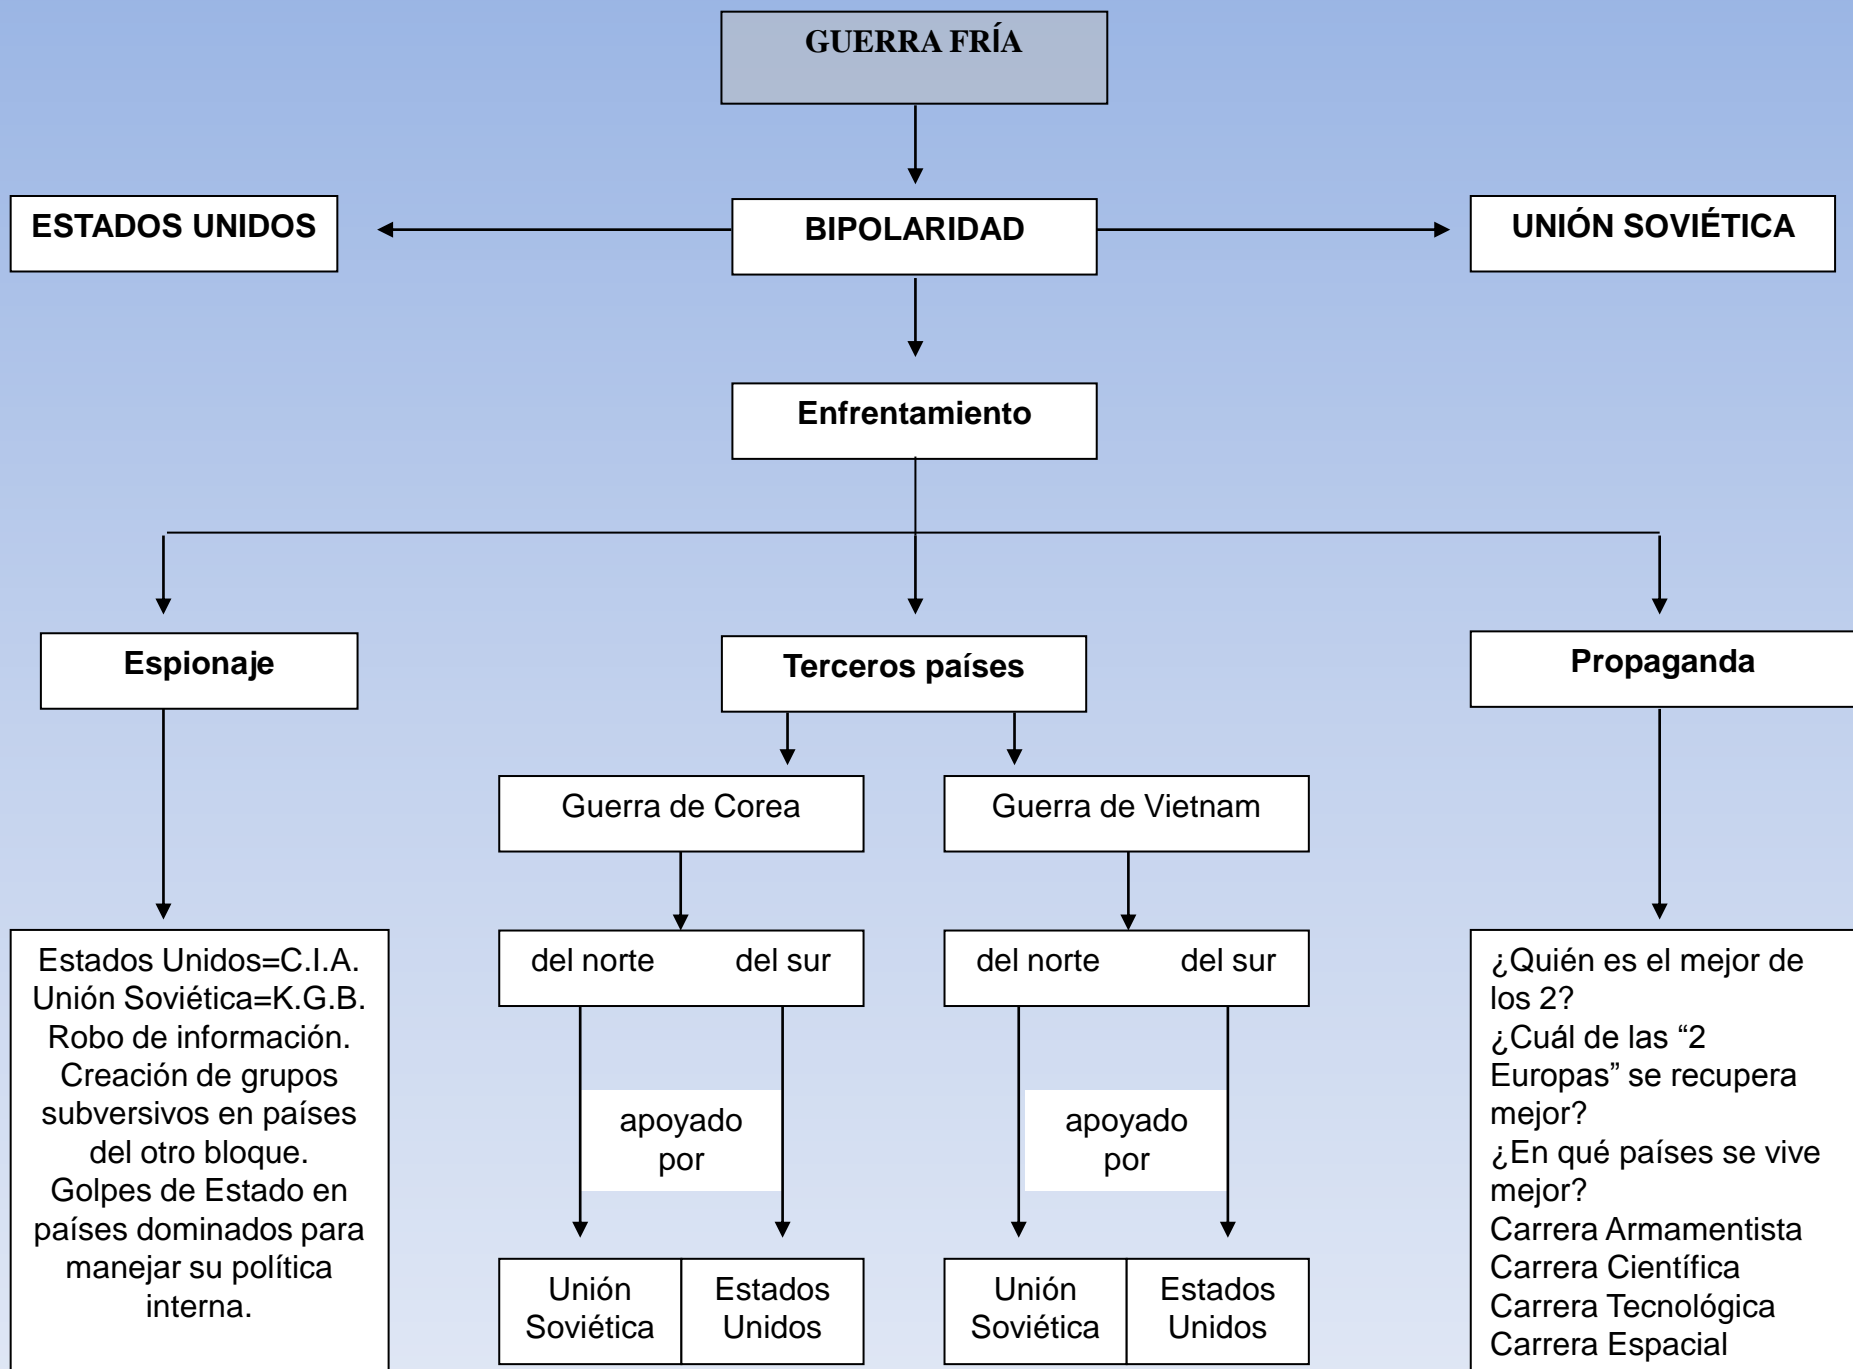 GUERRA FRÍA
ESTADOS UNIDOS
BIPOLARIDAD
UNIÓN SOVIÉTICA
Enfrentamiento
Espionaje
Terceros países
Propaganda
Guerra de Corea
Guerra de Vietnam
Estados Unidos=C.I.A.
Unión Soviética=K.G.B.
Robo de información.
Creación de grupos
subversivos en países
del otro bloque.
Golpes de Estado en
países dominados para
manejar su política
interna.
del norte del sur
apoyado
por
Unión
Soviética
Estados
Unidos
del norte del sur
apoyado
por
Unión
Soviética
Estados
Unidos
¿Quién es el mejor de
los 2?
¿Cuál de las “2
Europas” se recupera
mejor?
¿En qué países se vive
mejor?
Carrera Armamentista
Carrera Científica
Carrera Tecnológica
Carrera Espacial